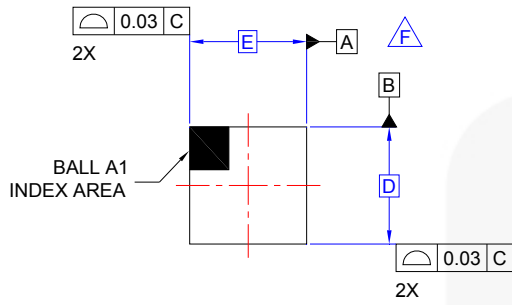 0.03 C
2X
E
A
F
B
BALL A1
INDEX AREA
D
0.03 C
2X